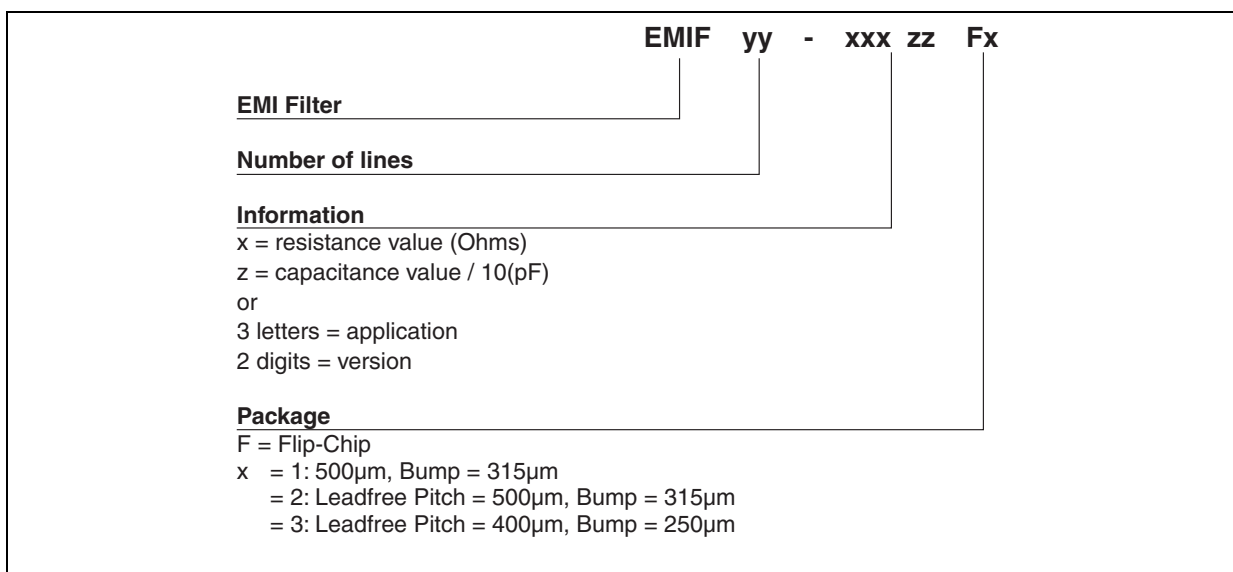 EMIF yy - xxx zz Fx
EMI Filter
Number of lines
Information
x = resistance value (Ohms)
z = capacitance value / 10(pF)
or
3 letters = application
2 digits = version
Package
F = Flip-Chip
x = 1: 500µm, Bump = 315µm
= 2: Leadfree Pitch = 500µm, Bump = 315µm
= 3: Leadfree Pitch = 400µm, Bump = 250µm